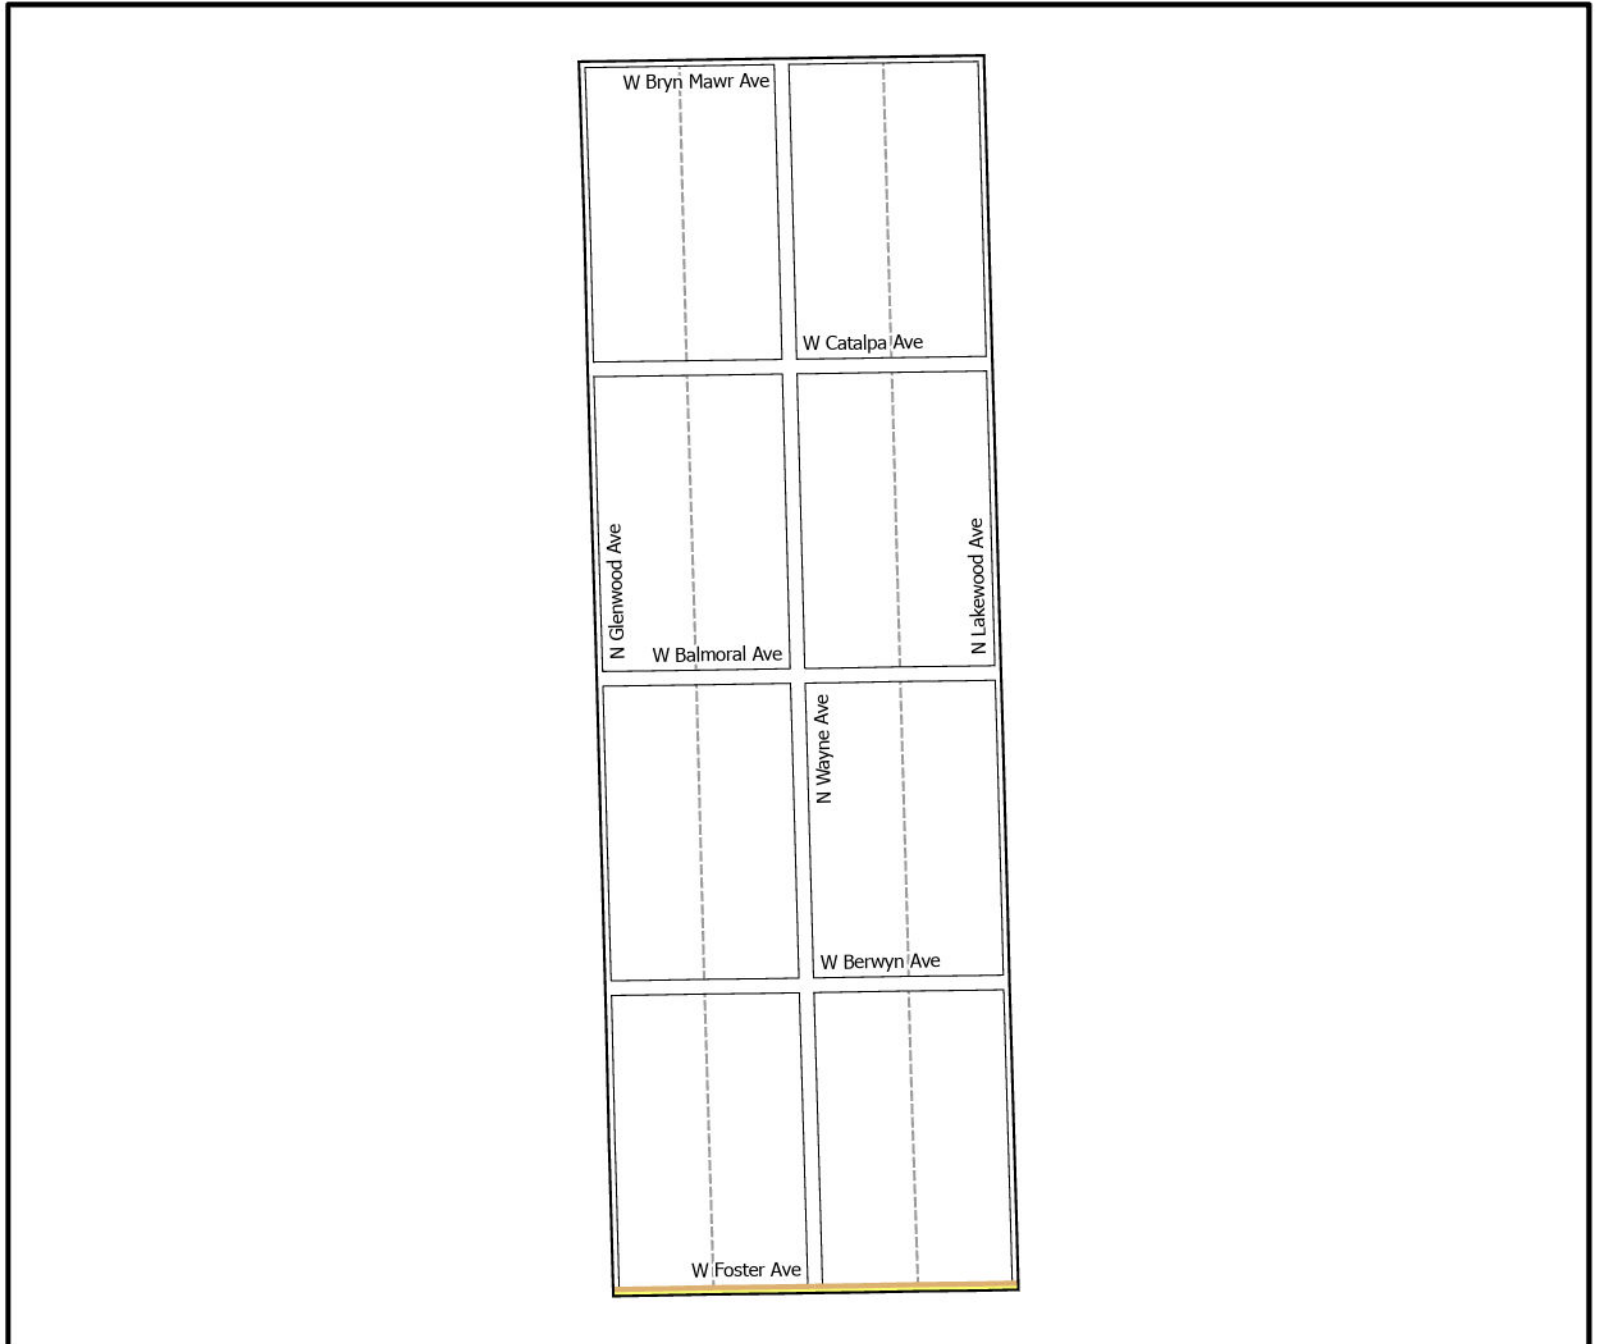 W Bryn Mawr Ave
W Catalpa Ave
N Glenwood Ave
N Lakewood Ave
W Balmoral Ave
N Wayne Ave
W Berwyn Ave
W Foster Ave